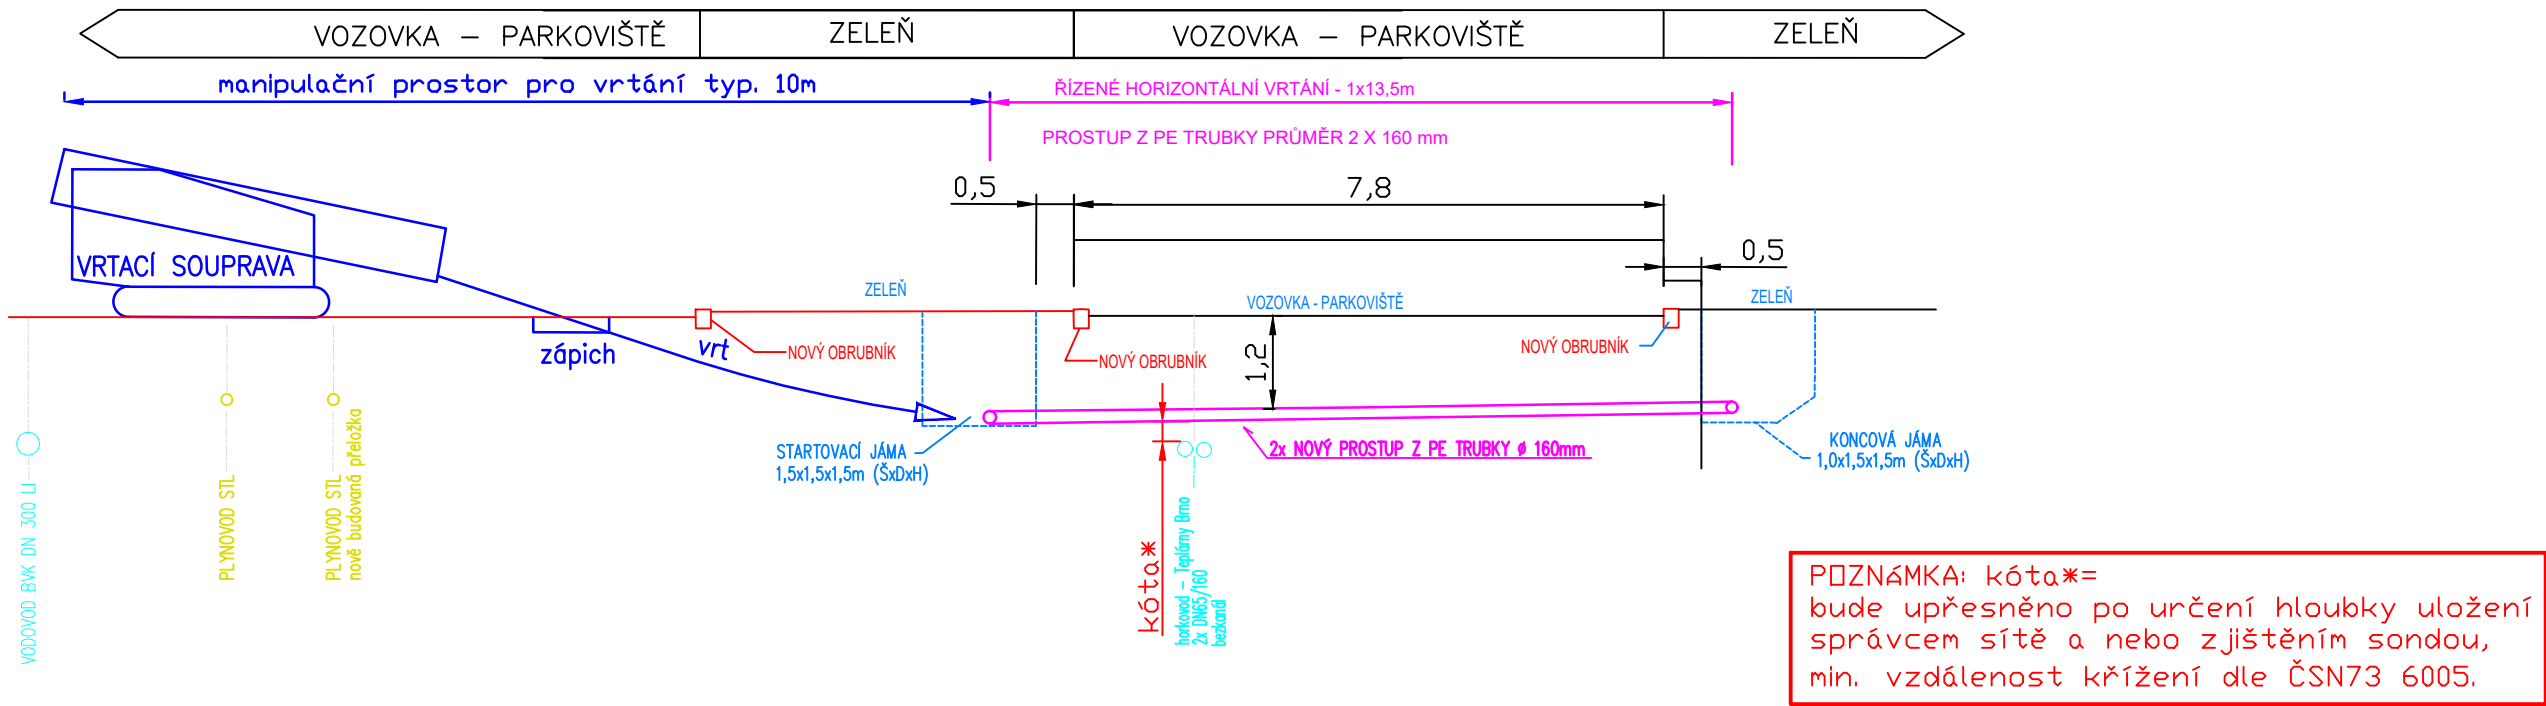 VOZOVKA - PARKOVIŠTĚ
ZELEŇ
VOZOVKA - PARKOVIŠTĚ
ZELEŇ
manipulační prostor pro vrtání typ. 10m
ŘÍZENÉ HORIZONTÁLNÍ VRTÁNÍ - 1x13,5m
PROSTUP Z PE TRUBKY PRŮMĚR 2 X 160 mm
0,5
7,8
0,5
VRTACÍ SOUPRAVA
ZELEŇ
VOZOVKA - PARKOVIŠTĚ
ZELEŇ
zápich
vrt
NOVÝ OBRUBNÍK
NOVÝ OBRUBNÍK
1,2
NOVÝ OBRUBNÍK
STARTOVACÍ JÁMA
1,5x1,5x1,5m (ŠxDxH)
2x NOVÝ PROSTUP Z PE TRUBKY ø 160mm
KONCOVÁ JÁMA
1,0x1,5x1,5m (ŠxDxH)
VODOVOD BVK DN 300 LI
PLYNOVOD STL
PLYNOVOD STL
nově budovaná přeložka
kóta*
horkovod - Teplárny Brno
2x DN65/160
bezkanál
POZNáMKA: kóta*=
bude upřesněno po určení hloubky uložení
správcem sítě a nebo zjištěním sondou,
min. vzdálenost křížení dle ČSN73 6005.